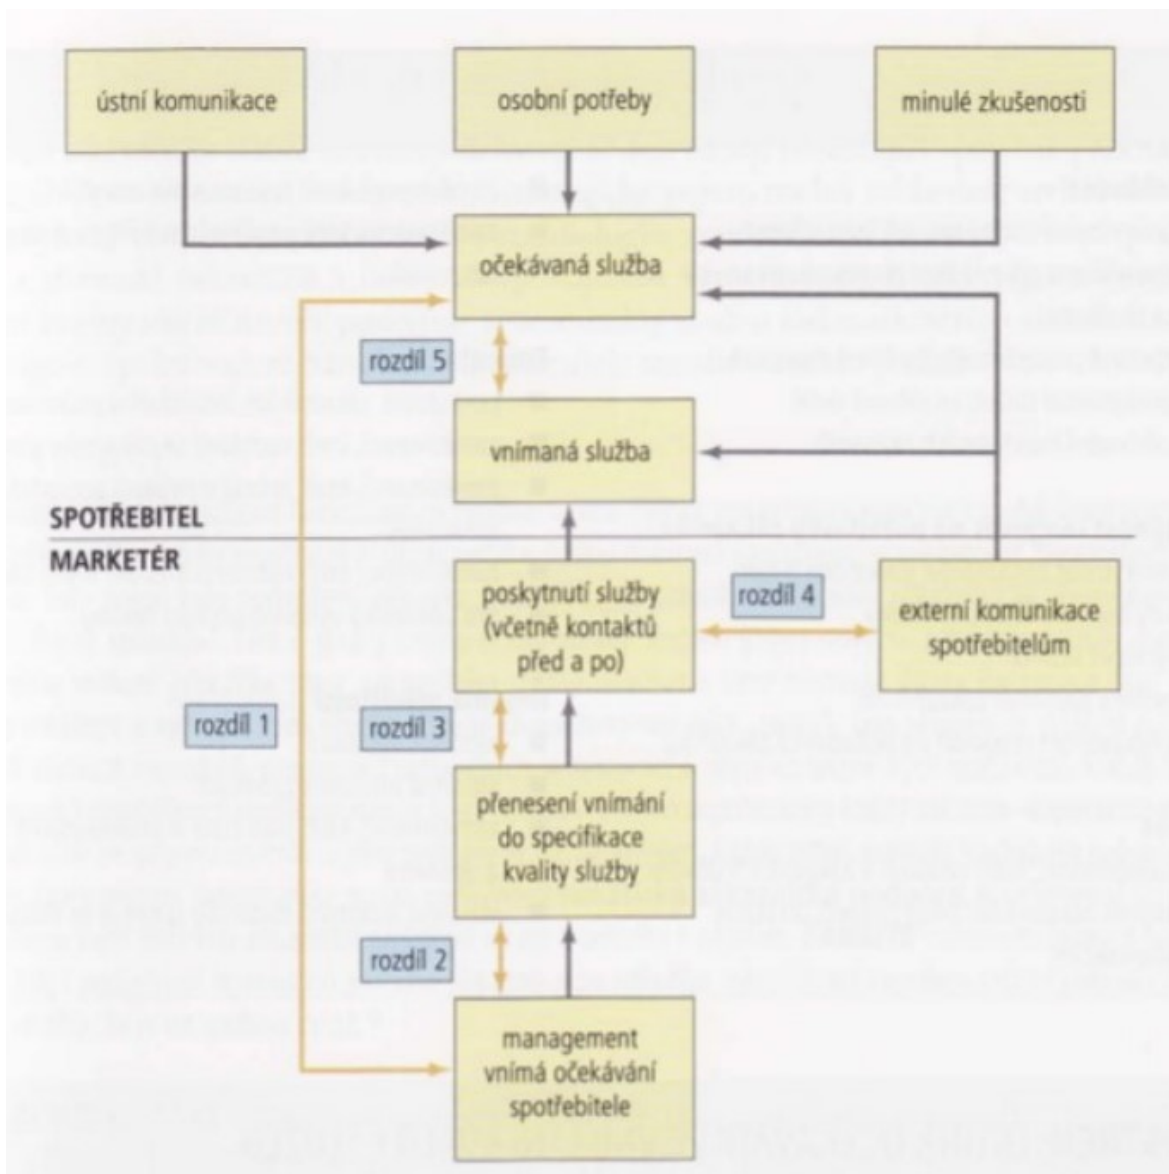 ústní komunikace
osobní potřeby
minulé zkušenosti
očekávaná služba
rozdíl 5
vnímaná služba
SPOTŘEBITEL
MARKETÉR
poskytnutí služby
(včetně kontaktů
před a po)
rozdíl 4
externí komunikace
spotřebitelům
rozdíl 1
rozdíl 3
přenesení vnímání
do specifikace
kvality služby
rozdíl 2
management
vnímá očekávání
spotřebitele